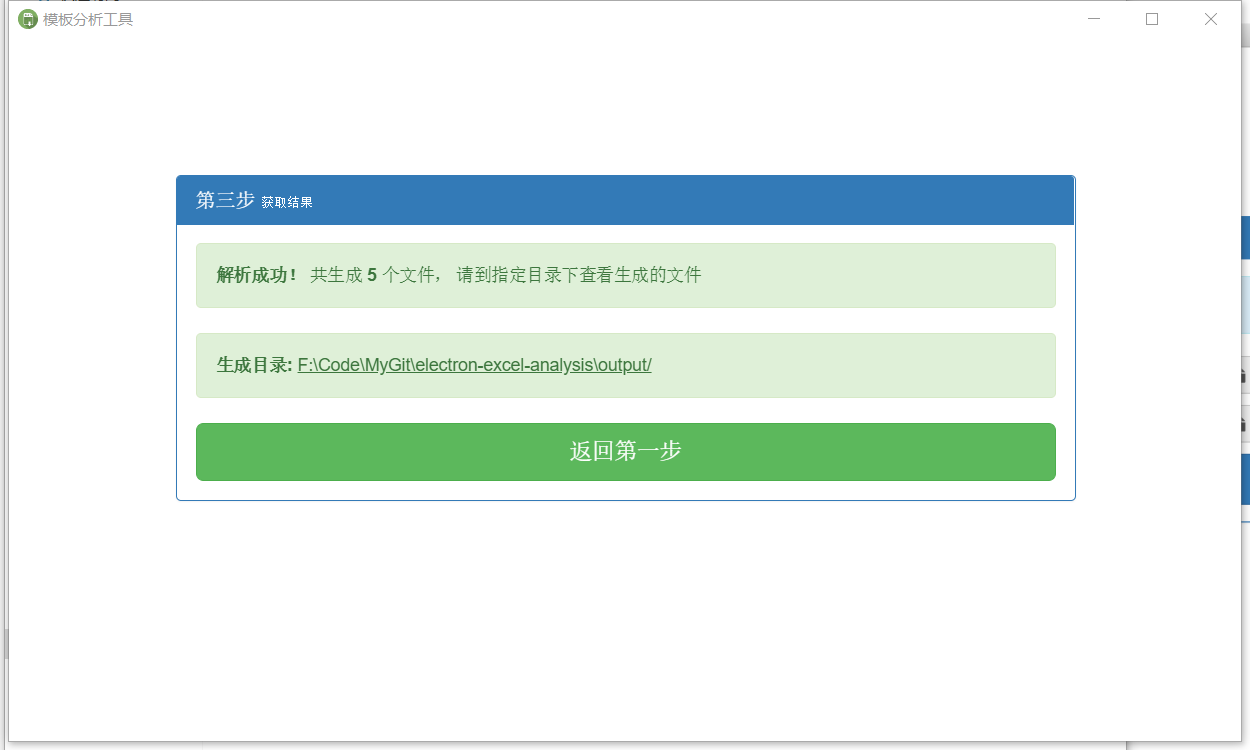 模板分析工具
第三步 获取结果
解析成功！ 共生成 5 个文件， 请到指定目录下查看生成的文件
生成目录: F:\Code\MyGit\electron-excel-analysis\output/
返回第一步